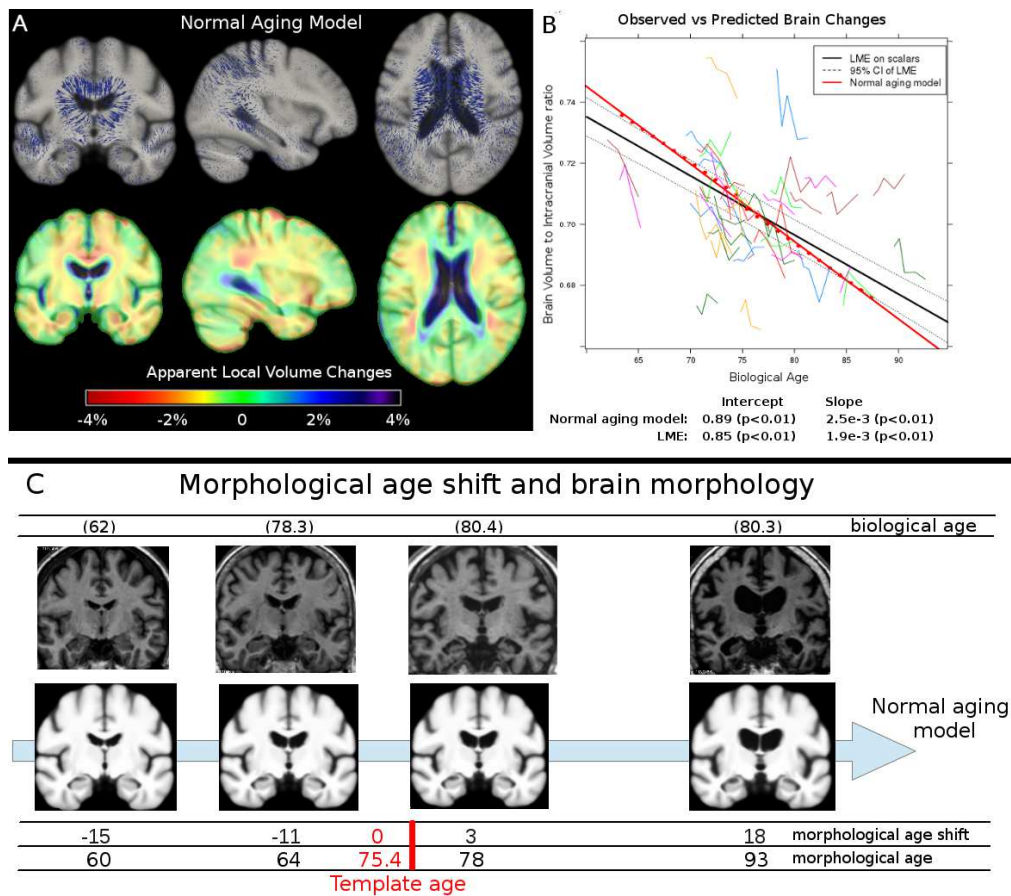 A
Normal Aging Model
Apparent Local Volume Changes
-4% -2% 0 2% 4%
B
Observed vs Predicted Brain Changes
LME on scalars
95% CI of LME
Normal aging model
Brain Volume to Intracranial Volume ratio
0.74
0.72
0.70
0.68
65 70 75 80 85 90
Biological Age
Intercept Slope
Normal aging model: 0.89 (p<0.01) 2.5e-3 (p<0.01)
LME: 0.85 (p<0.01) 1.9e-3 (p<0.01)
C
Morphological age shift and brain morphology
(62) (78.3) (80.4) (80.3) biological age
Normal aging
model
-15 -11 0 3 18 morphological age shift
60 64 75.4 78 93 morphological age
Template age